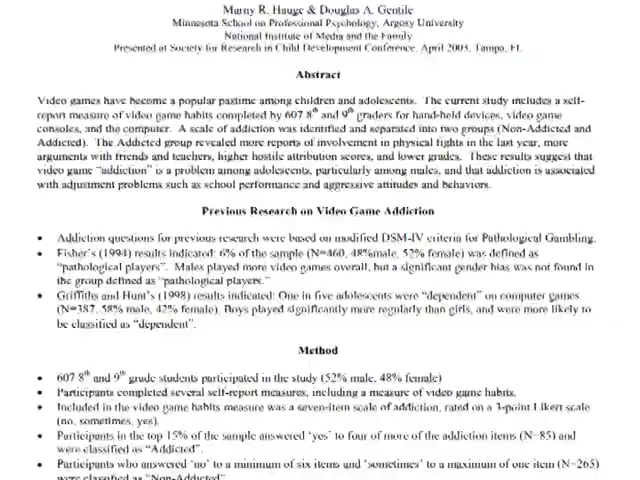 Marny R. Hauge & Douglas A. Gentile
Minnesota School on Professional Psychology, Argosy University
National Institute of Media and the Family
Presented at Society for Research in Child Development Conference, April 2003, Tampa, FL
Abstract
Video games have become a popular pastime among children and adolescents. The current study includes a self-
report measure of video game habits completed by 607 8th and 9th graders for hand-held devices, video game
consoles, and the computer. A scale of addiction was identified and separated into two groups (Non-Addicted and
Addicted). The Addicted group revealed more reports of involvement in physical fights in the last year, more
arguments with friends and teachers, higher hostile attribution scores, and lower grades. These results suggest that
video game "addiction" is a problem among adolescents, particularly among males, and that addiction is associated
with adjustment problems such as school performance and aggressive attitudes and behaviors.
Previous Research on Video Game Addiction
• Addiction questions for previous research were based on modified DSM-IV criteria for Pathological Gambling.
• Fisher's (1994) results indicated: 6% of the sample (N=460, 48%male, 52% female) was defined as
"pathological players". Males played more video games overall, but a significant gender bias was not found in
the group defined as "pathological players."
• Griffiths and Hunt's (1998) results indicated: One in five adolescents were "dependent" on computer games
(N=387, 58% male, 42% female). Boys played significantly more regularly than girls, and were more likely to
be classified as "dependent".
Method
• 607 8th and 9th grade students participated in the study (52% male, 48% female)
• Participants completed several self-report measures, including a measure of video game habits.
• Included in the video game habits measure was a seven-item scale of addiction, rated on a 3-point Likert scale
(no, sometimes, yes).
• Participants in the top 15% of the sample answered 'yes' to four of more of the addiction items (N=85) and
were classified as "Addicted".
• Participants who answered 'no' to a minimum of six items and 'sometimes' to a maximum of one item (N=265)
were classified as "Non-Addicted"